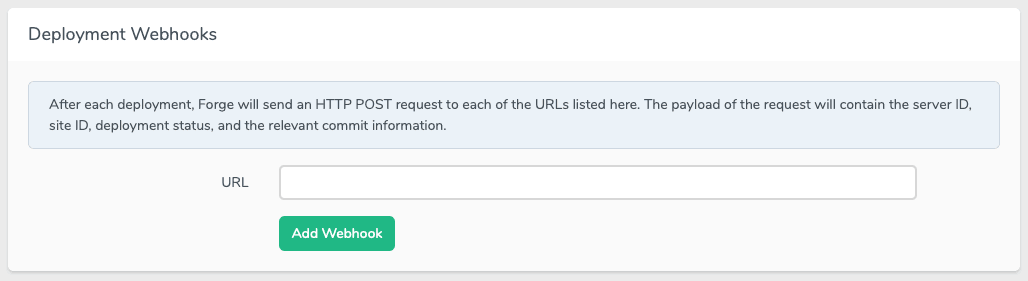 Deployment Webhooks
After each deployment, Forge will send an HTTP POST request to each of the URLs listed here. The payload of the request will contain the server ID,
site ID, deployment status, and the relevant commit information.
URL
Add Webhook